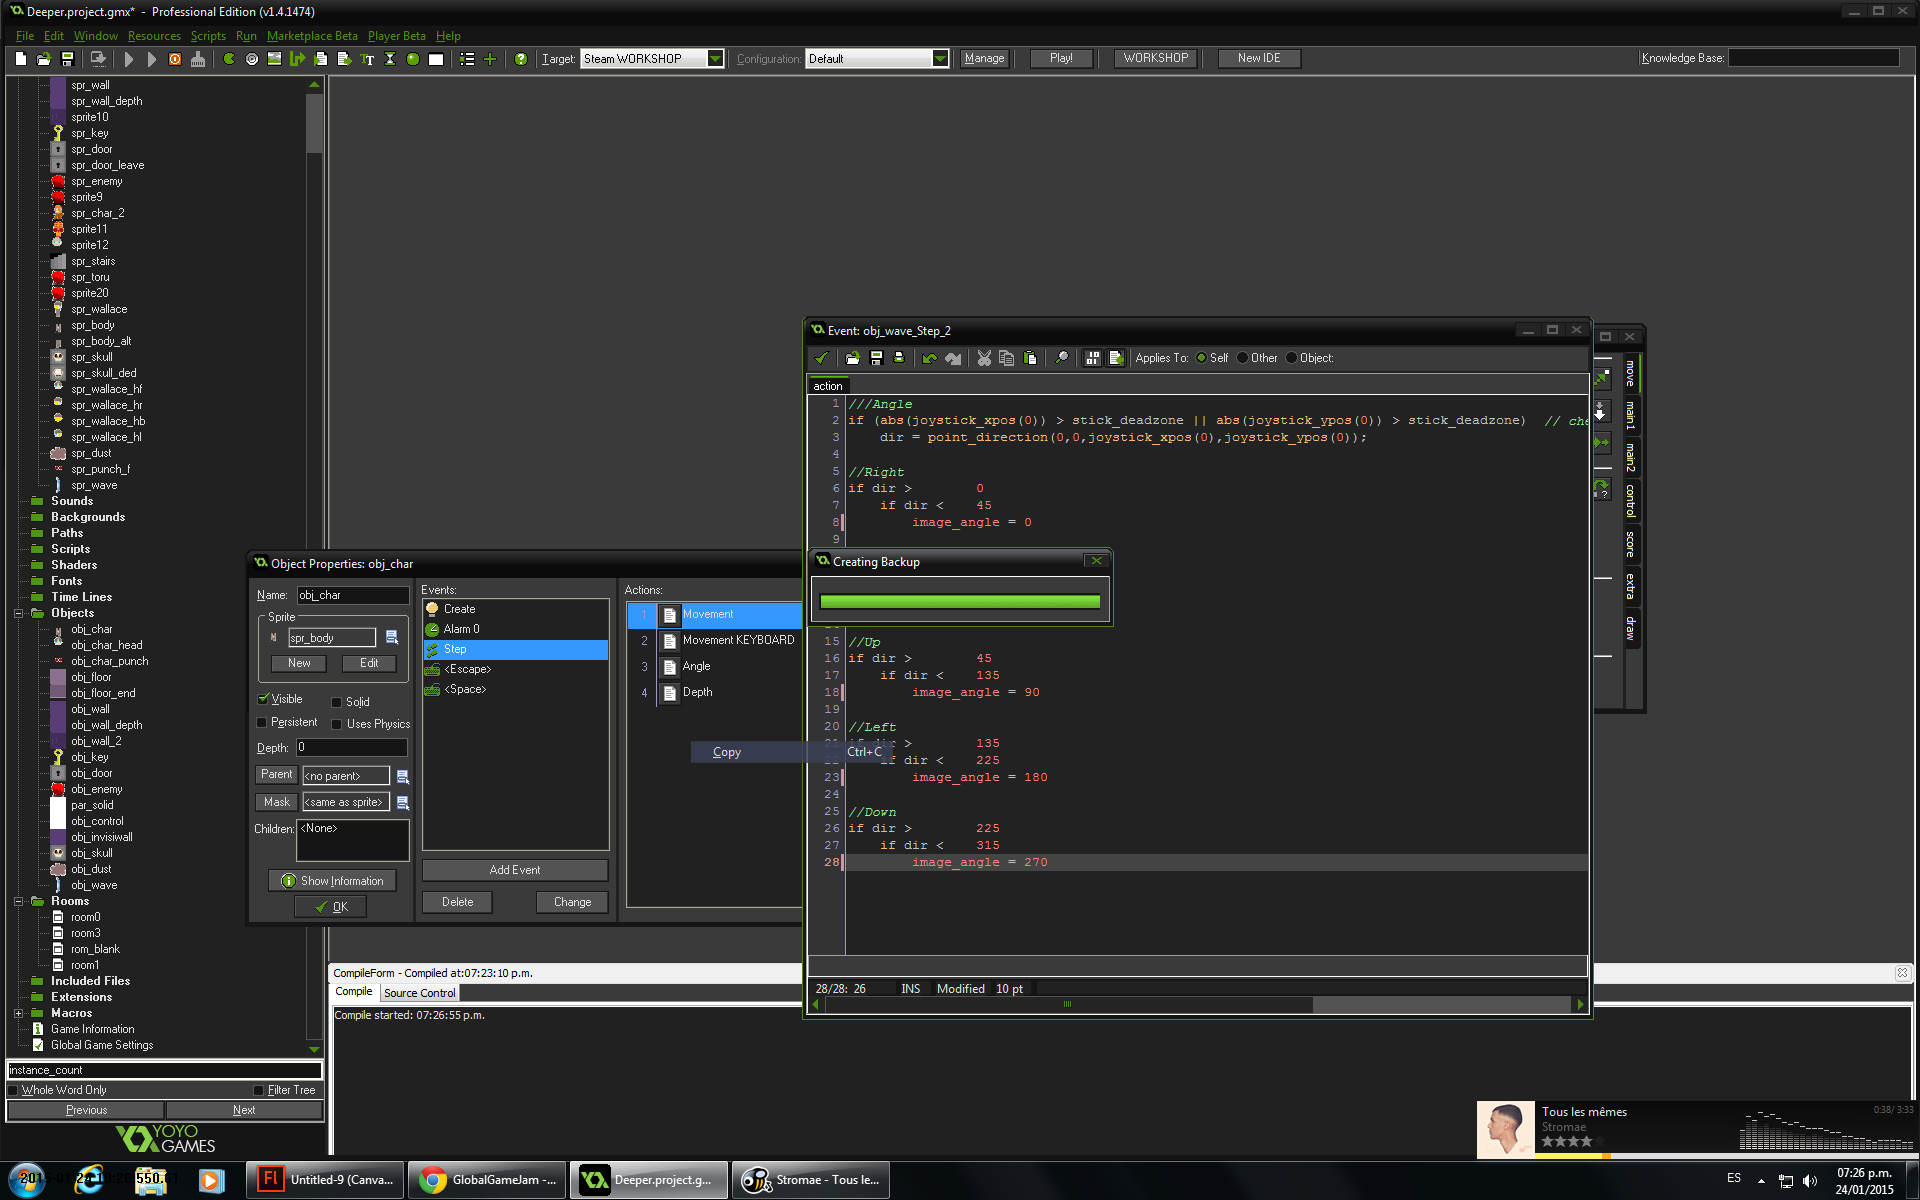 Deeper.project.gmx* - Professional Edition (v1.4.1474)
File Edit Window Resources Scripts Run Marketplace Beta Player Beta Help
Target: Steam WORKSHOP Configuration: Default Manage Play! WORKSHOP New IDE Knowledge Base:
spr_wall
spr_wall_depth
sprite10
spr_key
spr_door
spr_door_leave
spr_enemy
sprite9
spr_char_2
sprite11
sprite12
spr_stairs
spr_toru
sprite20
spr_wallace
spr_body
spr_body_alt
spr_skull
spr_skull_ded
spr_wallace_hf
spr_wallace_hr
spr_wallace_hb
spr_wallace_hl
spr_dust
spr_punch_f
spr_wave
Sounds
Backgrounds
Paths
Scripts
Shaders
Fonts
Time Lines
Objects
obj_char
obj_char_head
obj_char_punch
obj_floor
obj_floor_end
obj_wall
obj_wall_depth
obj_wall_2
obj_key
obj_door
obj_enemy
par_solid
obj_control
obj_invisiwall
obj_skull
obj_dust
obj_wave
Rooms
room0
room3
rom_blank
room1
Included Files
Extensions
Macros
Game Information
Global Game Settings
instance_count
Whole Word Only Filter Tree
Previous Next
YOYO
GAMES
Object Properties: obj_char
Name: obj_char
Sprite
spr_body
New Edit
Visible Solid
Persistent Uses Physics
Depth: 0
Parent <no parent>
Mask <same as sprite>
Children: <None>
Show Information
OK
Events:
Create
Alarm 0
Step
<Escape>
<Space>
Add Event
Delete Change
Actions:
1 Movement
2 Movement KEYBOARD
3 Angle
4 Depth
Copy Ctrl+C
Event: obj_wave_Step_2
Applies To: Self Other Object:
action
1 ///Angle
2 if (abs(joystick_xpos(0)) > stick_deadzone || abs(joystick_ypos(0)) > stick_deadzone) // che
3 dir = point_direction(0,0,joystick_xpos(0),joystick_ypos(0));
4
5 //Right
6 if dir > 0
7 if dir < 45
8 image_angle = 0
9
Creating Backup
15 //Up
16 if dir > 45
17 if dir < 135
18 image_angle = 90
19
20 //Left
21 if dir > 135
22 if dir < 225
23 image_angle = 180
24
25 //Down
26 if dir > 225
27 if dir < 315
28 image_angle = 270
28/28: 26 INS Modified 10 pt
move
main1
main2
control
score
extra
draw
CompileForm - Compiled at:07:23:10 p.m.
Compile Source Control
Compile started: 07:26:55 p.m.
Tous les mêmes
Stromae
0:38/ 3:33
Untitled-9 (Canva...
GlobalGameJam -...
Deeper.project.g...
Stromae - Tous le...
ES
07:26 p.m.
24/01/2015